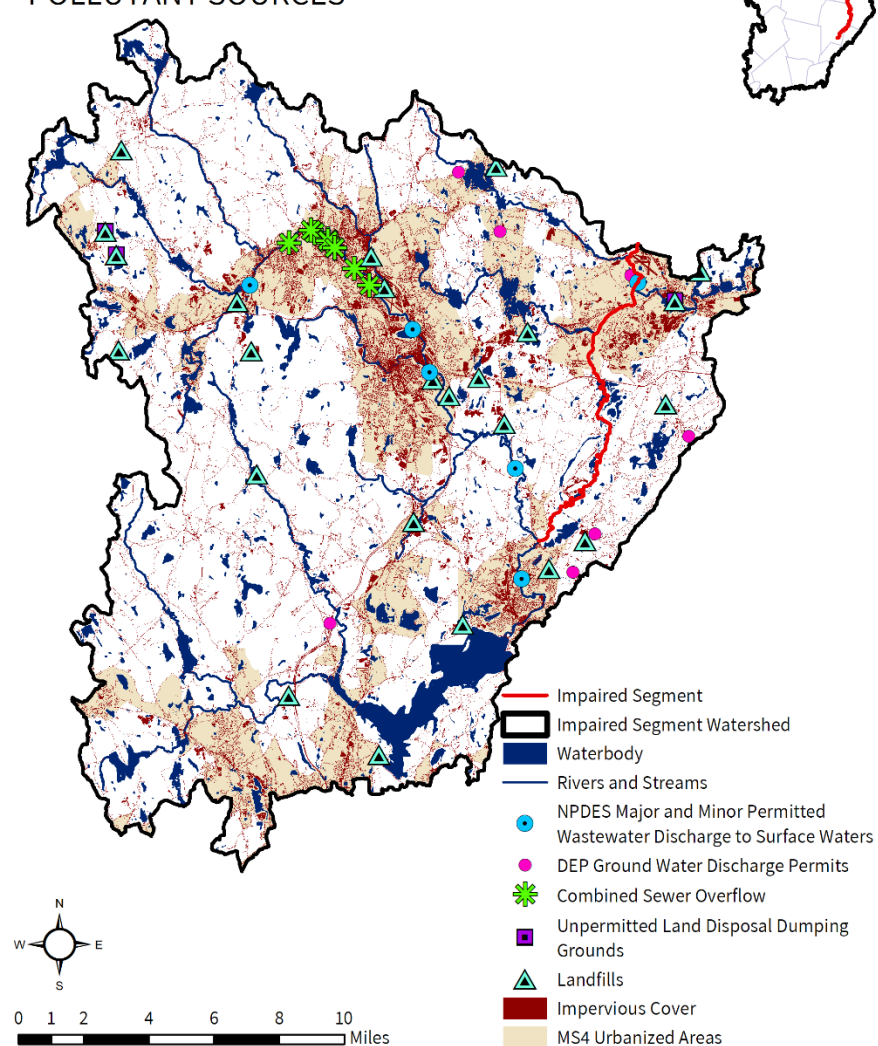 POLLUTANT SOURCES
Impaired Segment
Impaired Segment Watershed
Waterbody
Rivers and Streams
NPDES Major and Minor Permitted
Wastewater Discharge to Surface Waters
DEP Ground Water Discharge Permits
Combined Sewer Overflow
Unpermitted Land Disposal Dumping
Grounds
Landfills
Impervious Cover
MS4 Urbanized Areas
N
W E
S
0 1 2 4 6 8 10
Miles